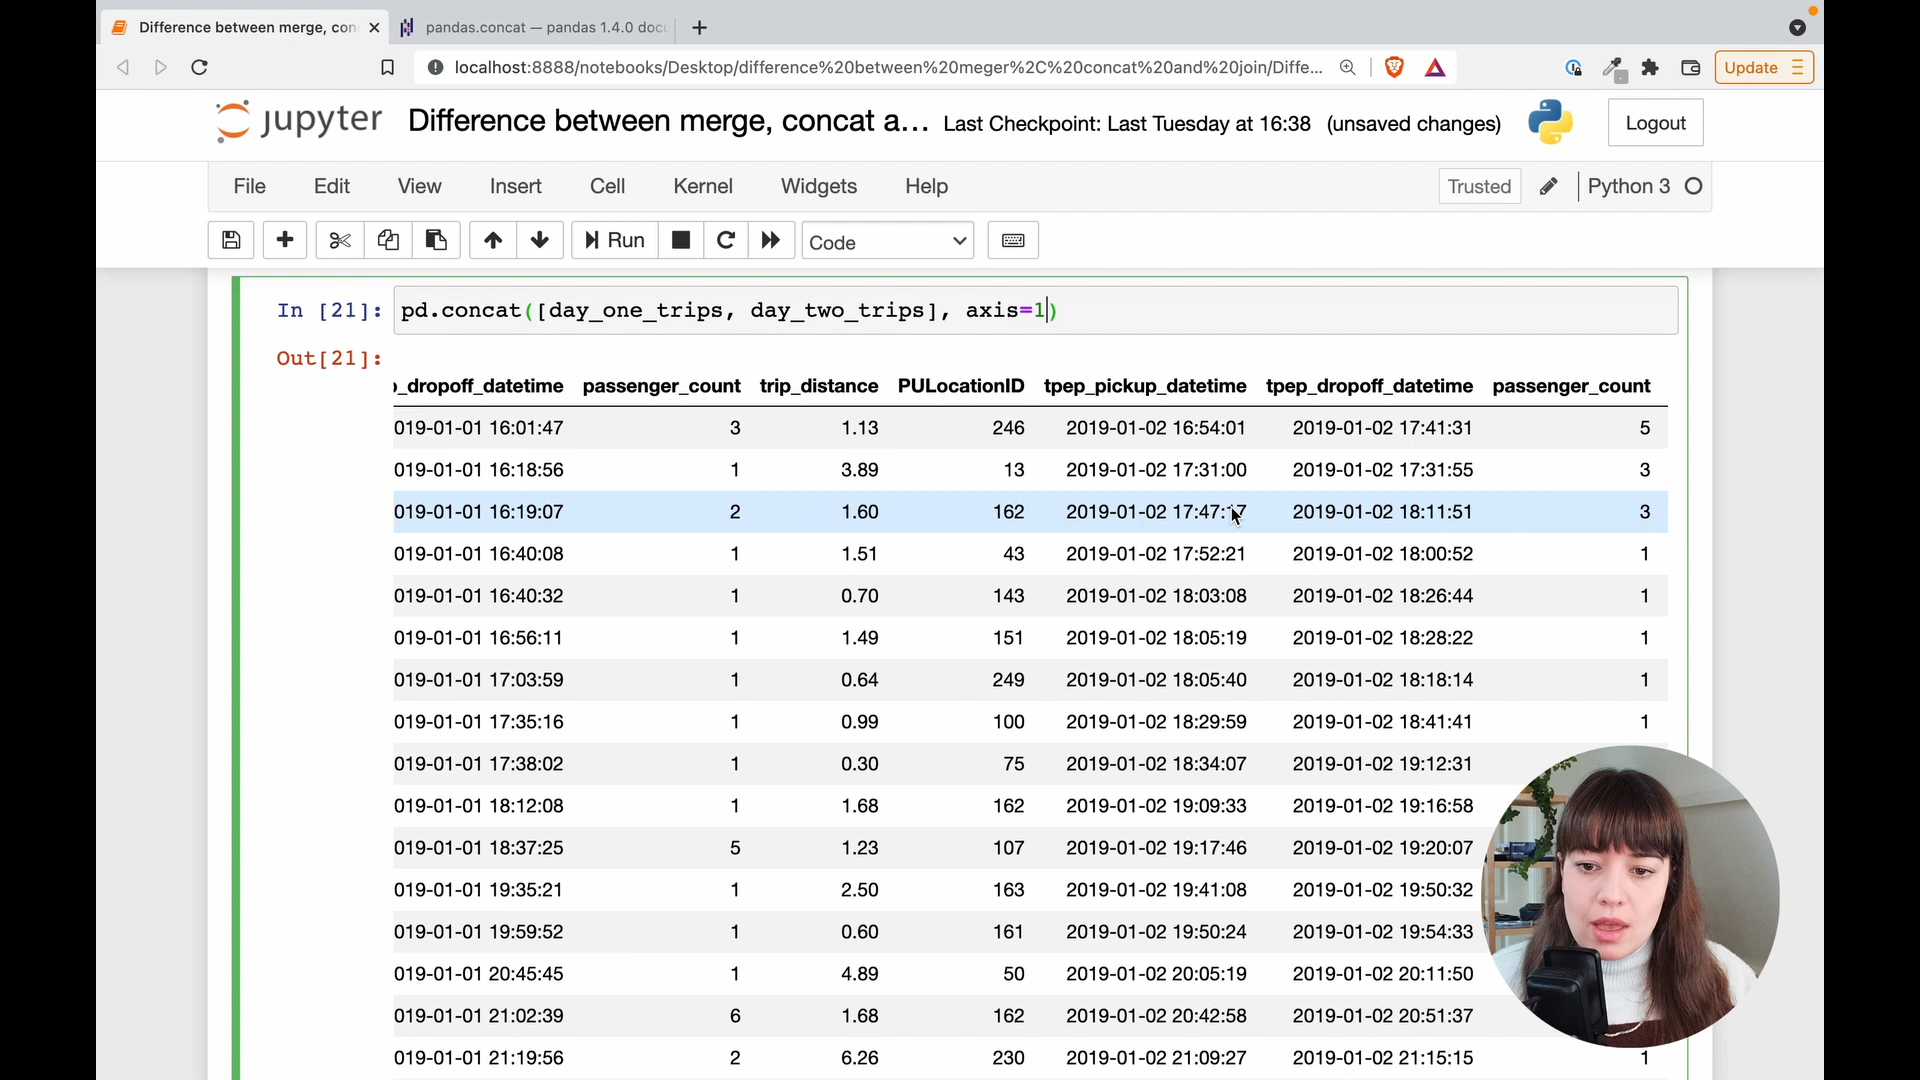 Difference between merge, con
pandas.concat — pandas 1.4.0 docu
localhost:8888/notebooks/Desktop/difference%20between%20meger%2C%20concat%20and%20join/Diffe...
Update
jupyter Difference between merge, concat a... Last Checkpoint: Last Tuesday at 16:38 (unsaved changes)
Logout
File Edit View Insert Cell Kernel Widgets Help
Trusted Python 3
Run Code
In [21]: pd.concat([day_one_trips, day_two_trips], axis=1)
Out[21]:
_dropoff_datetime passenger_count trip_distance PULocationID tpep_pickup_datetime tpep_dropoff_datetime passenger_count
019-01-01 16:01:47 3 1.13 246 2019-01-02 16:54:01 2019-01-02 17:41:31 5
019-01-01 16:18:56 1 3.89 13 2019-01-02 17:31:00 2019-01-02 17:31:55 3
019-01-01 16:19:07 2 1.60 162 2019-01-02 17:47:17 2019-01-02 18:11:51 3
019-01-01 16:40:08 1 1.51 43 2019-01-02 17:52:21 2019-01-02 18:00:52 1
019-01-01 16:40:32 1 0.70 143 2019-01-02 18:03:08 2019-01-02 18:26:44 1
019-01-01 16:56:11 1 1.49 151 2019-01-02 18:05:19 2019-01-02 18:28:22 1
019-01-01 17:03:59 1 0.64 249 2019-01-02 18:05:40 2019-01-02 18:18:14 1
019-01-01 17:35:16 1 0.99 100 2019-01-02 18:29:59 2019-01-02 18:41:41 1
019-01-01 17:38:02 1 0.30 75 2019-01-02 18:34:07 2019-01-02 19:12:31
019-01-01 18:12:08 1 1.68 162 2019-01-02 19:09:33 2019-01-02 19:16:58
019-01-01 18:37:25 5 1.23 107 2019-01-02 19:17:46 2019-01-02 19:20:07
019-01-01 19:35:21 1 2.50 163 2019-01-02 19:41:08 2019-01-02 19:50:32
019-01-01 19:59:52 1 0.60 161 2019-01-02 19:50:24 2019-01-02 19:54:33
019-01-01 20:45:45 1 4.89 50 2019-01-02 20:05:19 2019-01-02 20:11:50
019-01-01 21:02:39 6 1.68 162 2019-01-02 20:42:58 2019-01-02 20:51:37
019-01-01 21:19:56 2 6.26 230 2019-01-02 21:09:27 2019-01-02 21:15:15 1